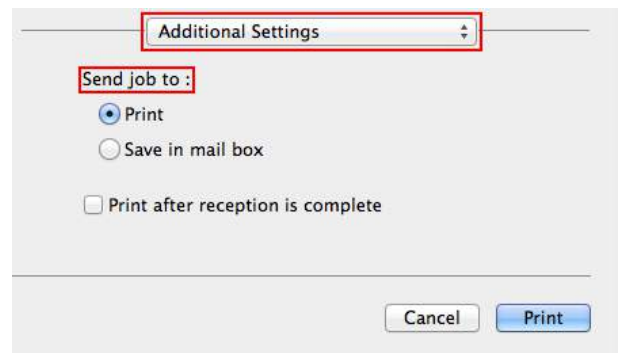 Additional Settings
Send job to :
Print
Save in mail box
Print after reception is complete
Cancel Print